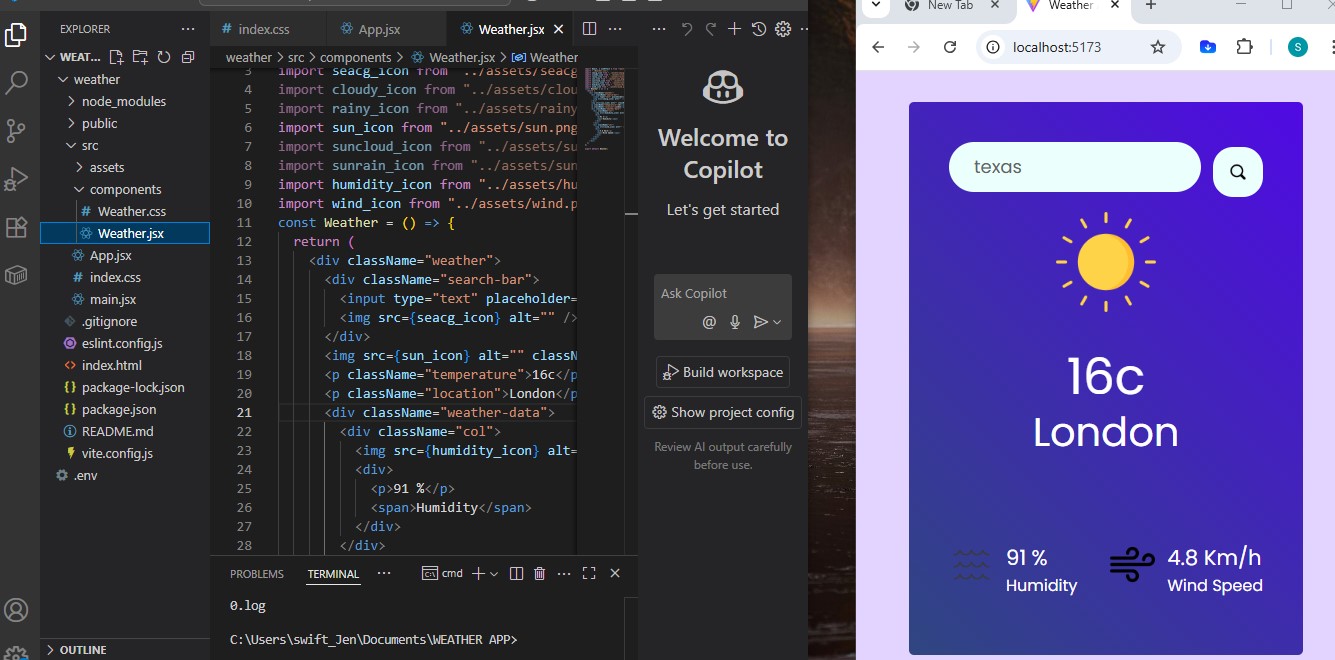 EXPLORER
WEAT...
weather
node_modules
public
src
assets
components
# Weather.css
Weather.jsx
App.jsx
# index.css
main.jsx
.gitignore
eslint.config.js
<> index.html
{} package-lock.json
{} package.json
README.md
vite.config.js
.env
OUTLINE
# index.css
App.jsx
Weather.jsx
weather > src > components > Weather.jsx > Weather
3 import seacg_icon from "../assets/seacg
4 import cloudy_icon from "../assets/clou
5 import rainy_icon from "../assets/rainy
6 import sun_icon from "../assets/sun.png
7 import suncloud_icon from "../assets/su
8 import sunrain_icon from "../assets/sun
9 import humidity_icon from "../assets/hu
10 import wind_icon from "../assets/wind.p
11 const Weather = () => {
12 return (
13 <div className="weather">
14 <div className="search-bar">
15 <input type="text" placeholder=
16 <img src={seacg_icon} alt="" />
17 </div>
18 <img src={sun_icon} alt="" classN
19 <p className="temperature">16c</p
20 <p className="location">London</p
21 <div className="weather-data">
22 <div className="col">
23 <img src={humidity_icon} alt=
24 <div>
25 <p>91 %</p>
26 <span>Humidity</span>
27 </div>
28 </div>
PROBLEMS
TERMINAL
cmd
0.log
C:\Users\swift_Jen\Documents\WEATHER APP>
Welcome to
Copilot
Let's get started
Ask Copilot
@
Build workspace
Show project config
Review AI output carefully
before use.
New Tab
Weather
localhost:5173
S
texas
16c
London
91 %
Humidity
4.8 Km/h
Wind Speed